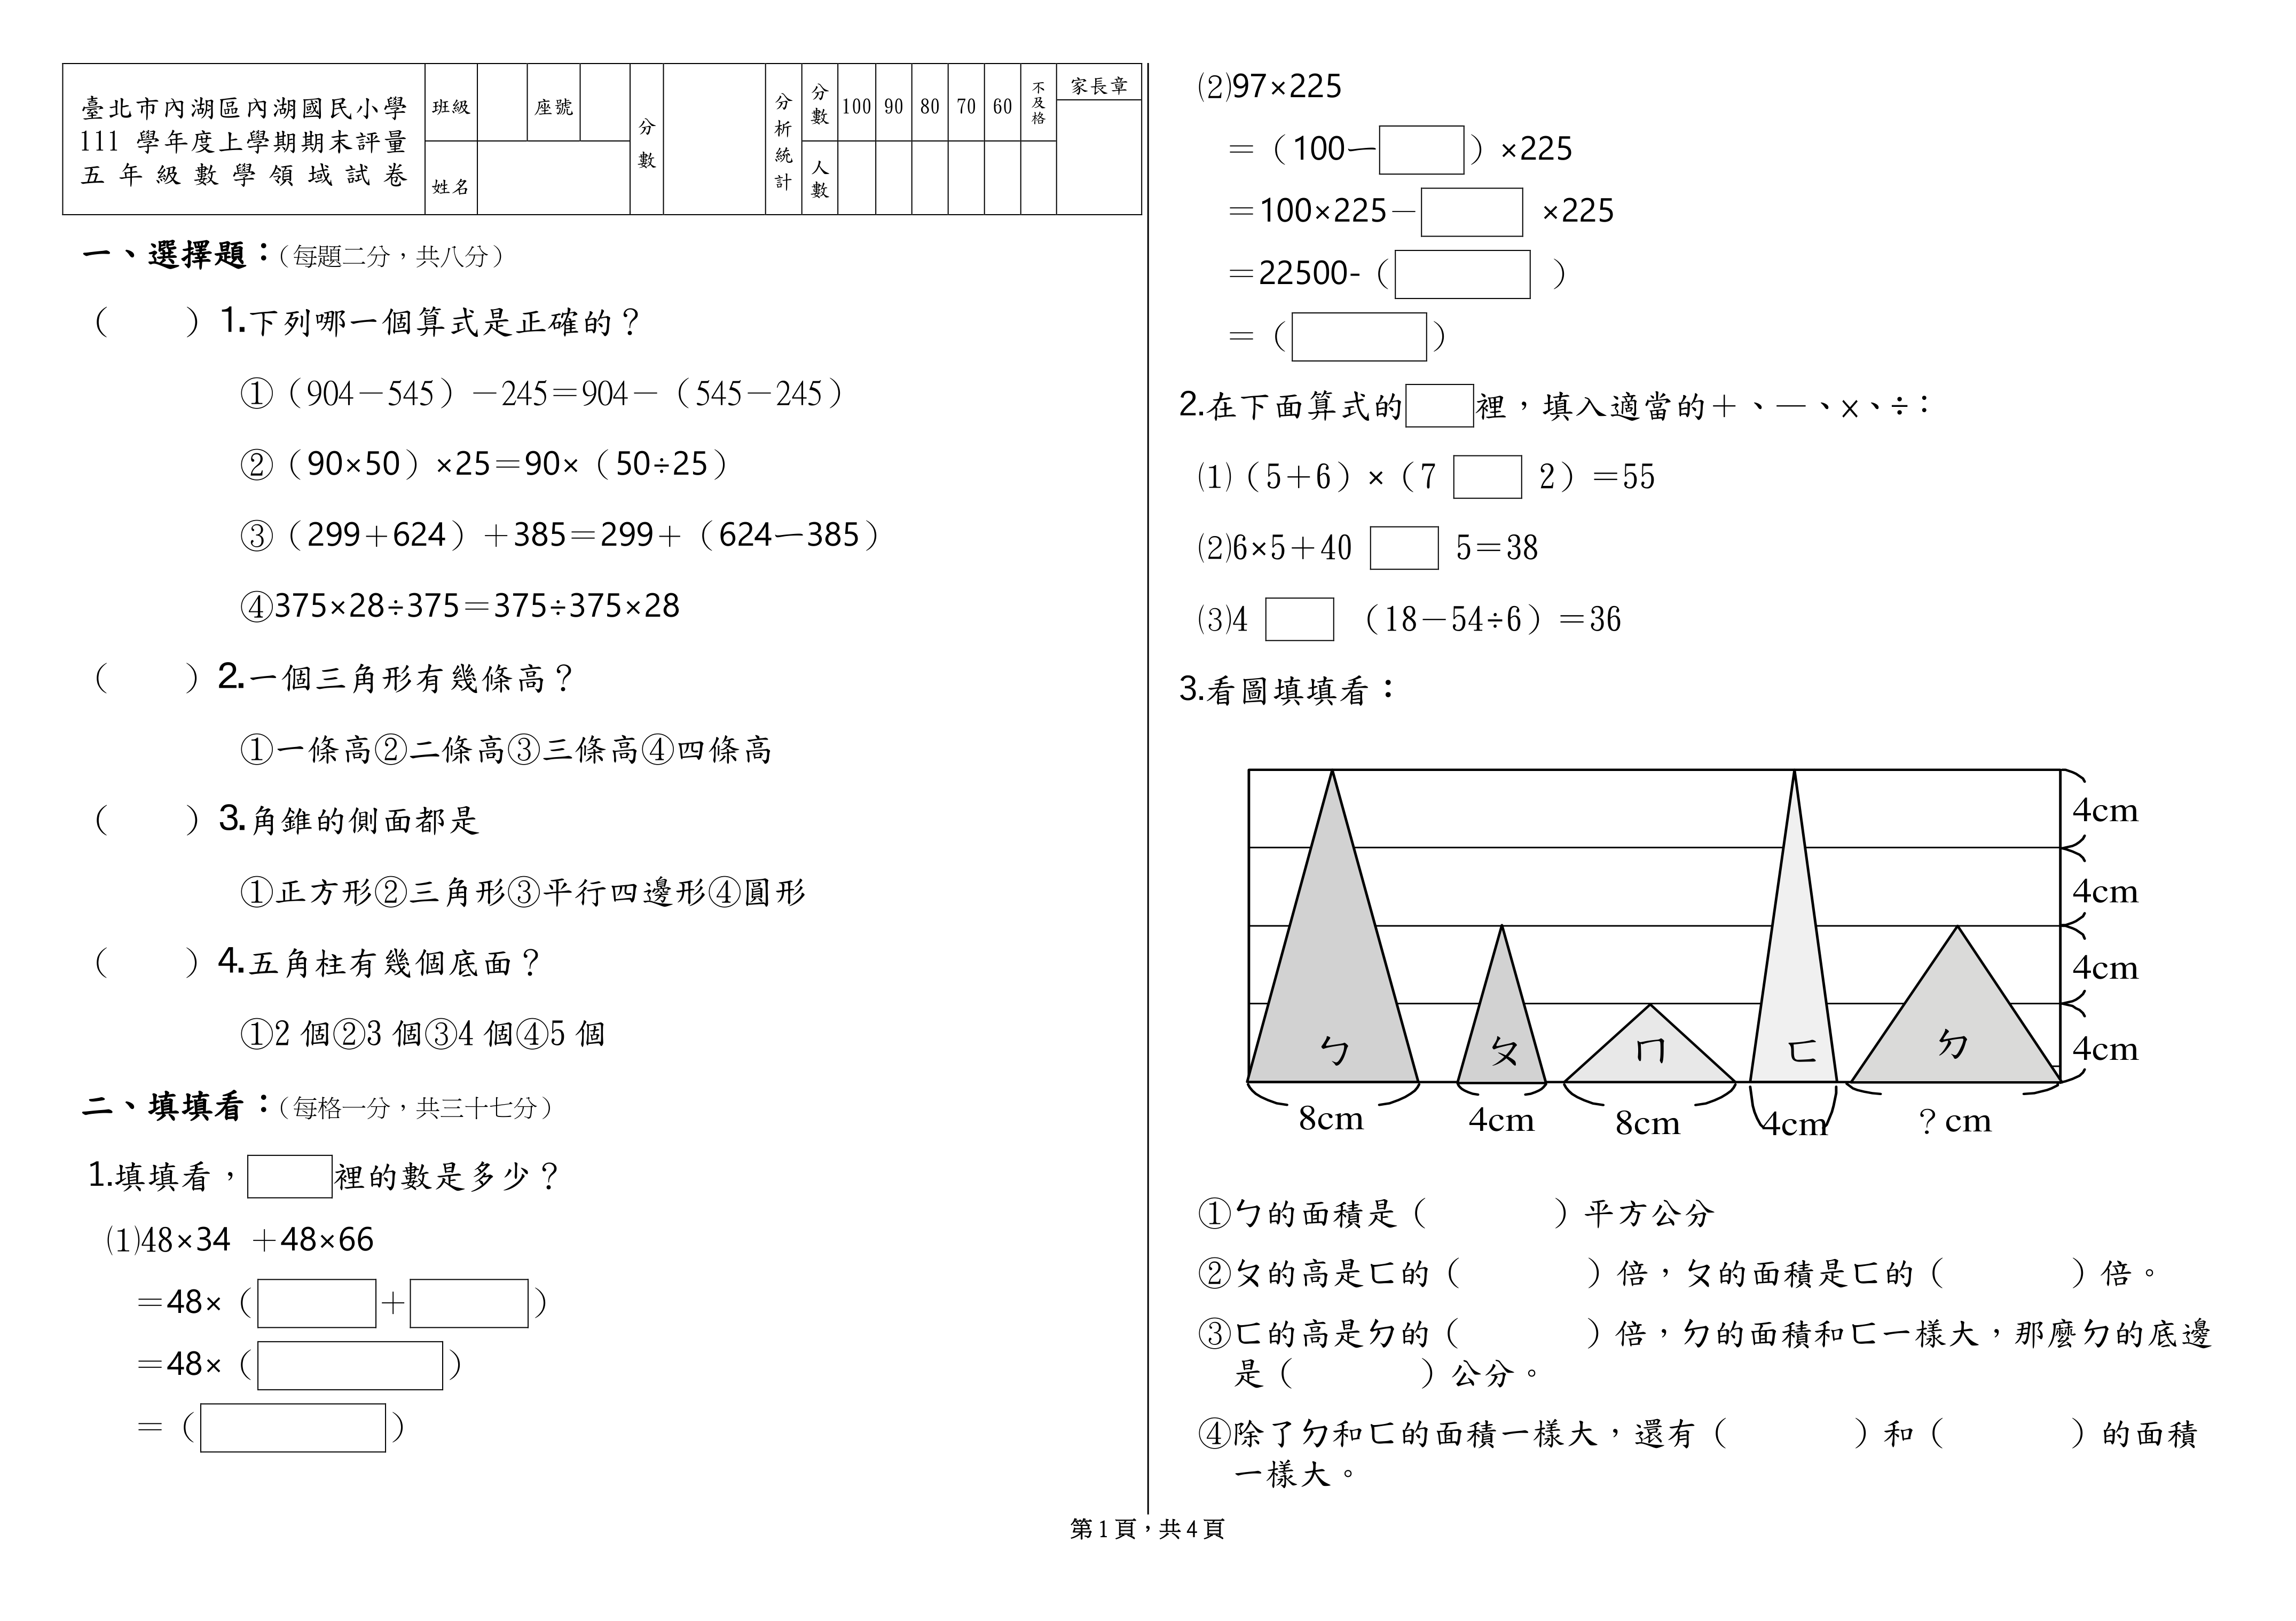 臺北市內湖區內湖國民小學
111 學年度上學期期末評量
五年級數學領域試卷
班級 座號
姓名
分數
分析統計
分數 100 90 80 70 60 不及格
人數
家長章
一、選擇題：（每題二分，共八分）
（ ）1.下列哪一個算式是正確的？
①（904－545）－245＝904－（545－245）
②（90×50）×25＝90×（50÷25）
③（299＋624）＋385＝299＋（624－385）
④375×28÷375＝375÷375×28
（ ）2.一個三角形有幾條高？
①一條高②二條高③三條高④四條高
（ ）3.角錐的側面都是
①正方形②三角形③平行四邊形④圓形
（ ）4.五角柱有幾個底面？
①2 個②3 個③4 個④5 個
二、填填看：（每格一分，共三十七分）
1.填填看，□裡的數是多少？
⑴48×34 ＋48×66
＝48×（□＋□）
＝48×（□）
＝（□）
⑵97×225
＝（100－□）×225
＝100×225－□ ×225
＝22500-（□ ）
＝（□）
2.在下面算式的□裡，填入適當的＋、－、×、÷：
⑴（5＋6）×（7 □ 2）＝55
⑵6×5＋40 □ 5＝38
⑶4 □ （18－54÷6）＝36
3.看圖填填看：
4cm
4cm
4cm
4cm
ㄅ ㄆ ㄇ ㄈ ㄉ
8cm 4cm 8cm 4cm ？cm
①ㄅ的面積是（ ）平方公分
②ㄆ的高是ㄈ的（ ）倍，ㄆ的面積是ㄈ的（ ）倍。
③ㄈ的高是ㄉ的（ ）倍，ㄉ的面積和ㄈ一樣大，那麼ㄉ的底邊
是（ ）公分。
④除了ㄉ和ㄈ的面積一樣大，還有（ ）和（ ）的面積
一樣大。
第 1 頁，共 4 頁